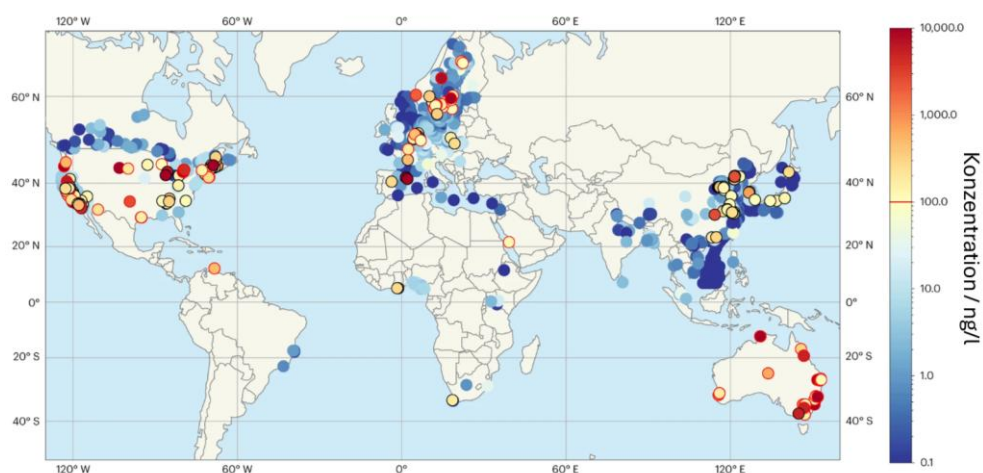 120° W 60° W 0° 60° E 120° E
60° N 60° N
40° N 40° N
20° N 20° N
0° 0°
20° S 20° S
40° S 40° S
120° W 60° W 0° 60° E 120° E
10,000.0
1,000.0
100.0
10.0
1.0
0.1
Konzentration / ng/l